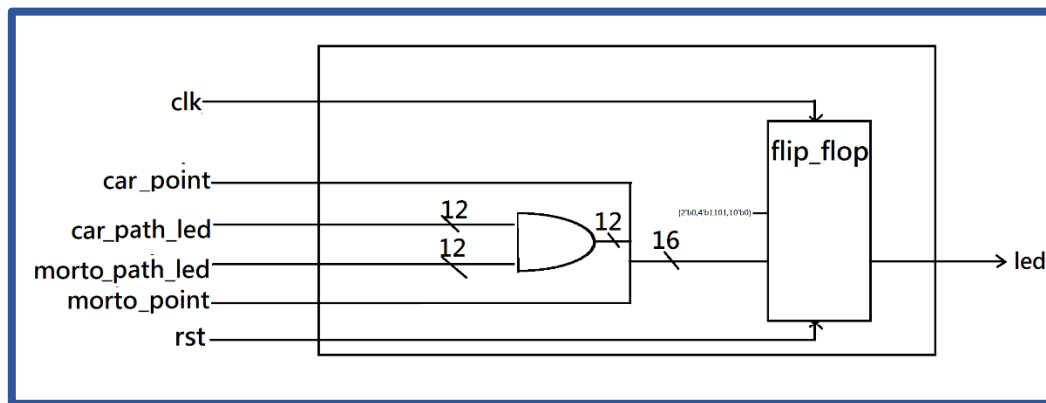 clk
flip_flop
car_point
12
car_path_led
12
12
{2'b0,4'b1101,10'b0}
16
morto_path_led
led
morto_point
rst